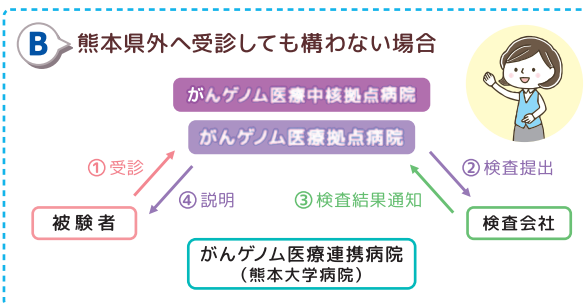 B 熊本県外へ受診しても構わない場合
がんゲノム医療中核拠点病院
がんゲノム医療拠点病院
①受診
②検査提出
④説明
③検査結果通知
被験者
検査会社
がんゲノム医療連携病院
（熊本大学病院）